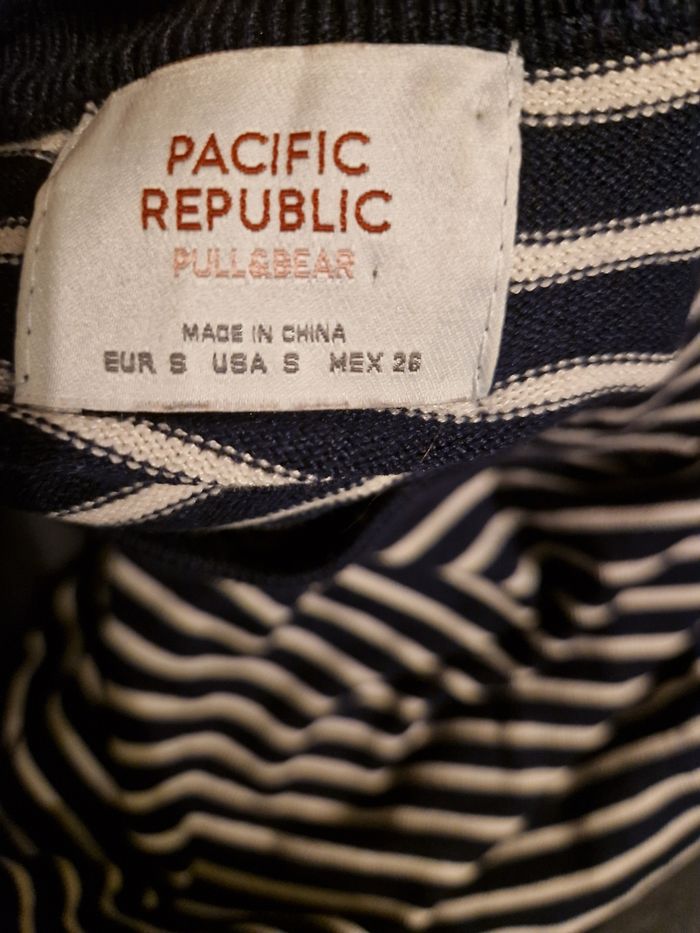 PACIFIC
REPUBLIC
PULL&BEAR
MADE IN CHINA
EUR S USA S MEX 26